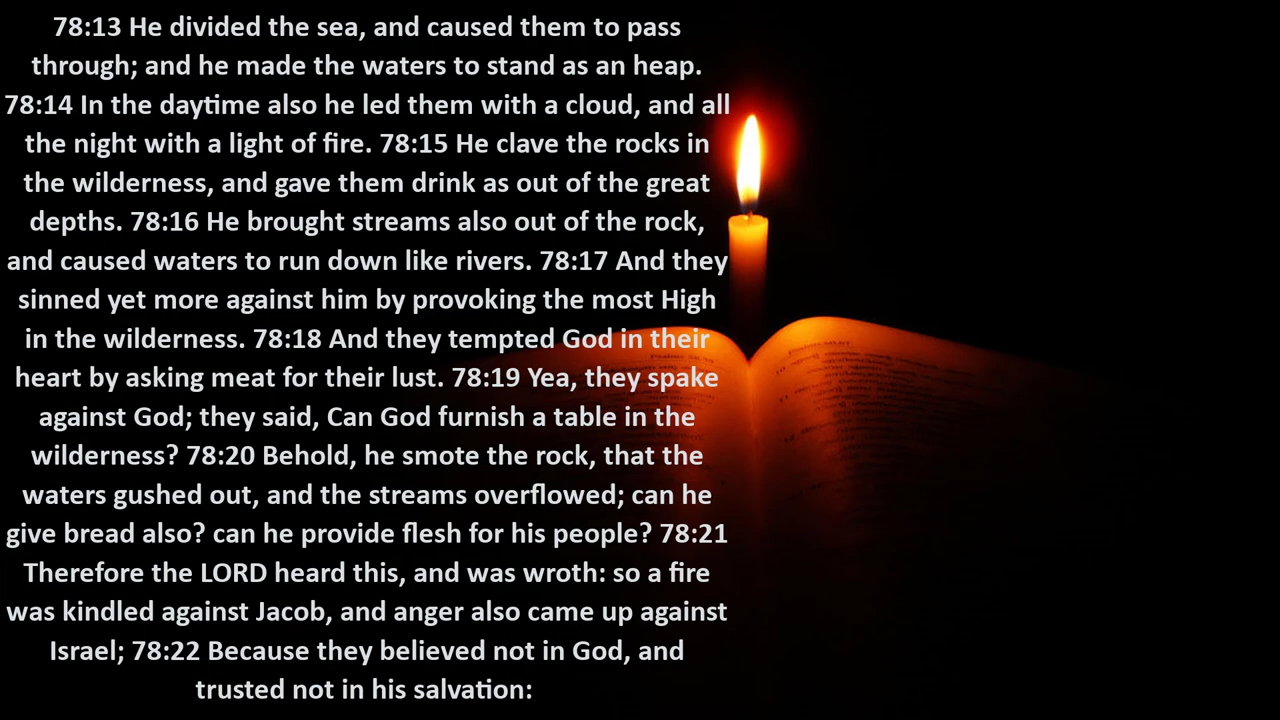 78:13 He divided the sea, and caused them to pass
through; and he made the waters to stand as an heap.
78:14 In the daytime also he led them with a cloud, and all
the night with a light of fire. 78:15 He clave the rocks in
the wilderness, and gave them drink as out of the great
depths. 78:16 He brought streams also out of the rock,
and caused waters to run down like rivers. 78:17 And they
sinned yet more against him by provoking the most High
in the wilderness. 78:18 And they tempted God in their
heart by asking meat for their lust. 78:19 Yea, they spake
against God; they said, Can God furnish a table in the
wilderness? 78:20 Behold, he smote the rock, that the
waters gushed out, and the streams overflowed; can he
give bread also? can he provide flesh for his people? 78:21
Therefore the LORD heard this, and was wroth: so a fire
was kindled against Jacob, and anger also came up against
Israel; 78:22 Because they believed not in God, and
trusted not in his salvation: